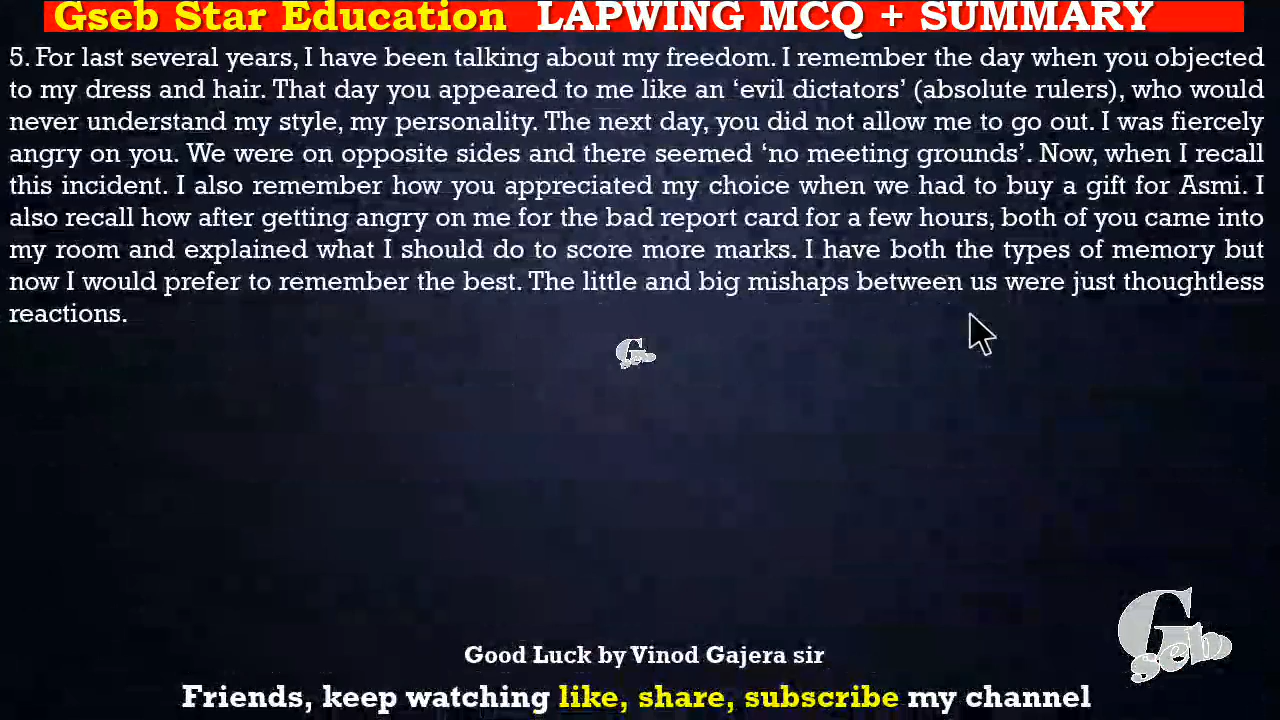 Gseb Star Education LAPWING MCQ + SUMMARY
5. For last several years, I have been talking about my freedom. I remember the day when you objected
to my dress and hair. That day you appeared to me like an ‘evil dictators’ (absolute rulers), who would
never understand my style, my personality. The next day, you did not allow me to go out. I was fiercely
angry on you. We were on opposite sides and there seemed ‘no meeting grounds’. Now, when I recall
this incident. I also remember how you appreciated my choice when we had to buy a gift for Asmi. I
also recall how after getting angry on me for the bad report card for a few hours, both of you came into
my room and explained what I should do to score more marks. I have both the types of memory but
now I would prefer to remember the best. The little and big mishaps between us were just thoughtless
reactions.
G
seb
G
seb
Good Luck by Vinod Gajera sir
Friends, keep watching like, share, subscribe my channel